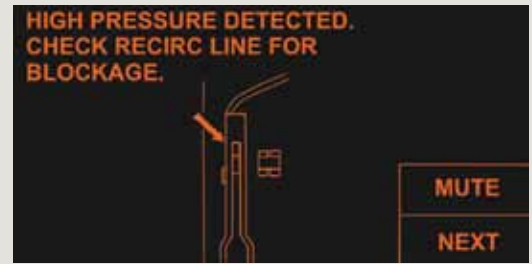 HIGH PRESSURE DETECTED.
CHECK RECIRC LINE FOR
BLOCKAGE.
MUTE
NEXT